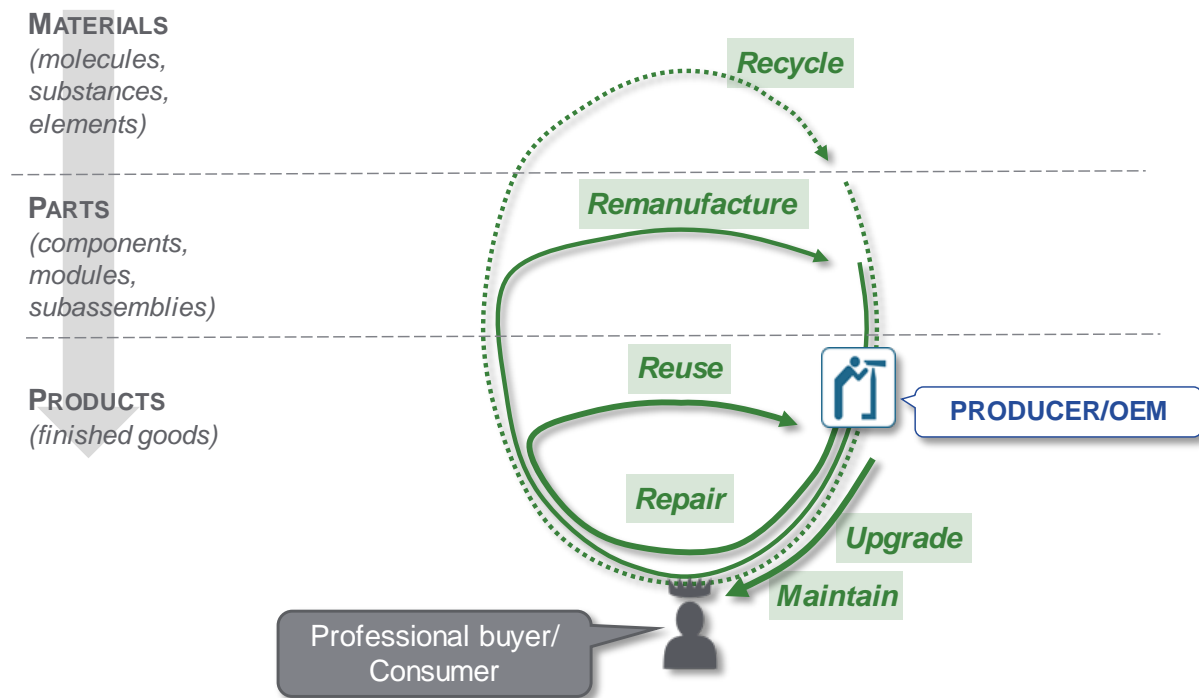 MATERIALS
(molecules,
substances,
elements)
Recycle
PARTS
(components,
modules,
subassemblies)
Remanufacture
PRODUCTS
(finished goods)
Reuse
PRODUCER/OEM
Repair
Upgrade
Maintain
Professional buyer/
Consumer